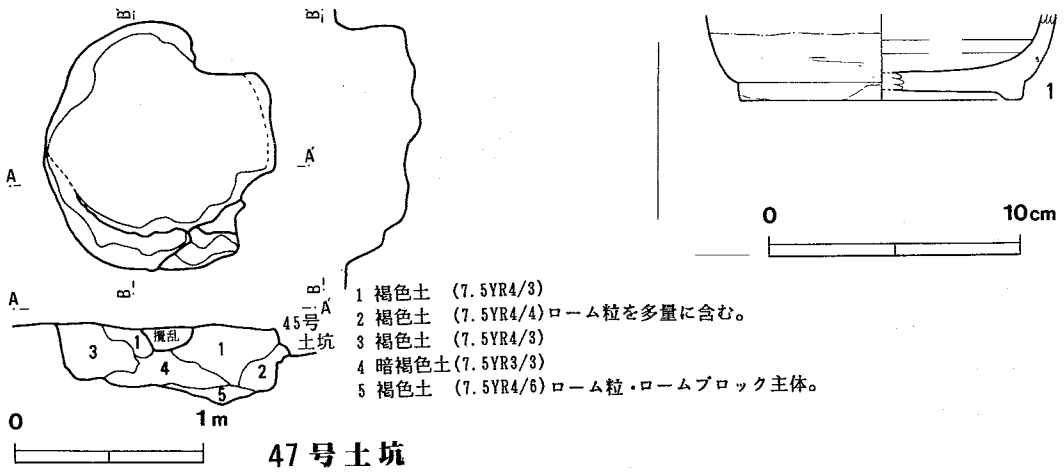 B B'
1
A A'
0 10cm
B' A'
A
45号
土坑
1 褐色土 (7.5YR4/3)
2 褐色土 (7.5YR4/4)ローム粒を多量に含む。
3 褐色土 (7.5YR4/3)
4 暗褐色土(7.5YR3/3)
5 褐色土 (7.5YR4/6)ローム粒・ロームブロック主体。
3 1 攪乱 1
4 2
5
0 1m
47号土坑